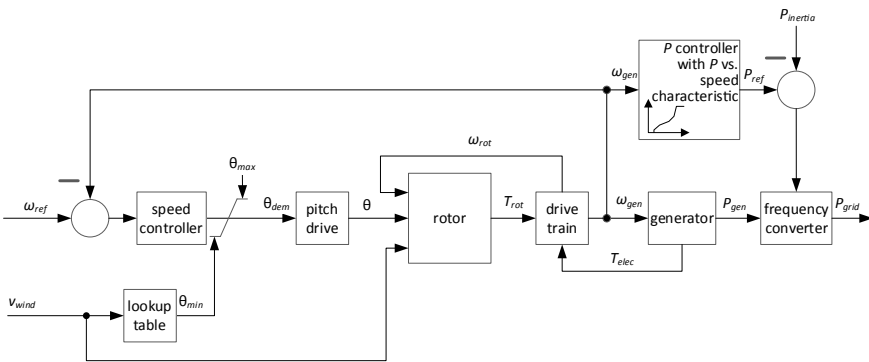 P_inertia
P controller
with P vs.
speed
characteristic
ω_gen
P_ref
ω_rot
θ_max
ω_ref
speed
controller
θ_dem
pitch
drive
θ
rotor
T_rot
drive
train
ω_gen
generator
P_gen
frequency
converter
P_grid
T_elec
v_wind
lookup
table
θ_min